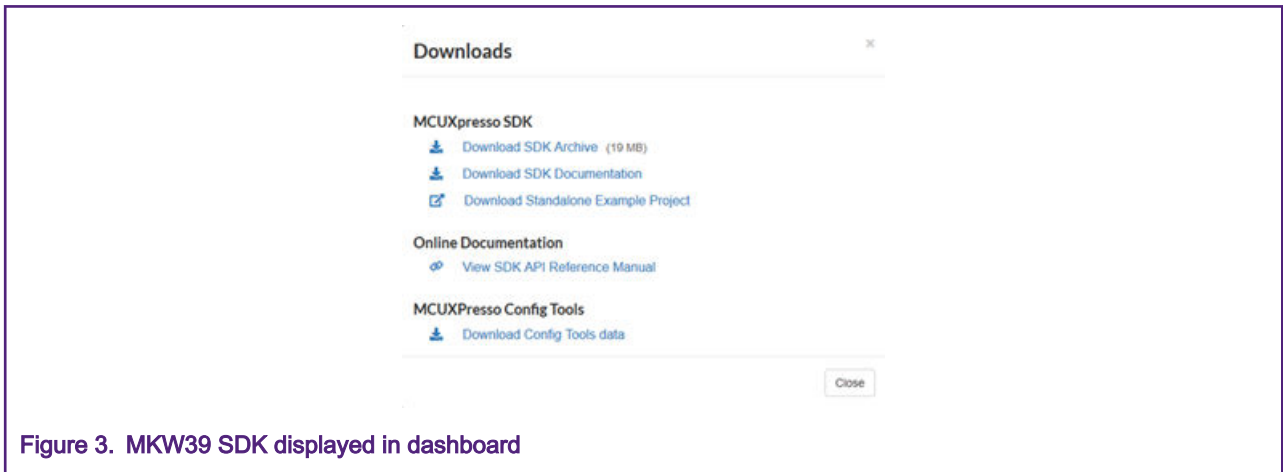 Downloads ×
MCUXpresso SDK
Download SDK Archive (19 MB)
Download SDK Documentation
Download Standalone Example Project
Online Documentation
View SDK API Reference Manual
MCUXPresso Config Tools
Download Config Tools data
Close
Figure 3. MKW39 SDK displayed in dashboard